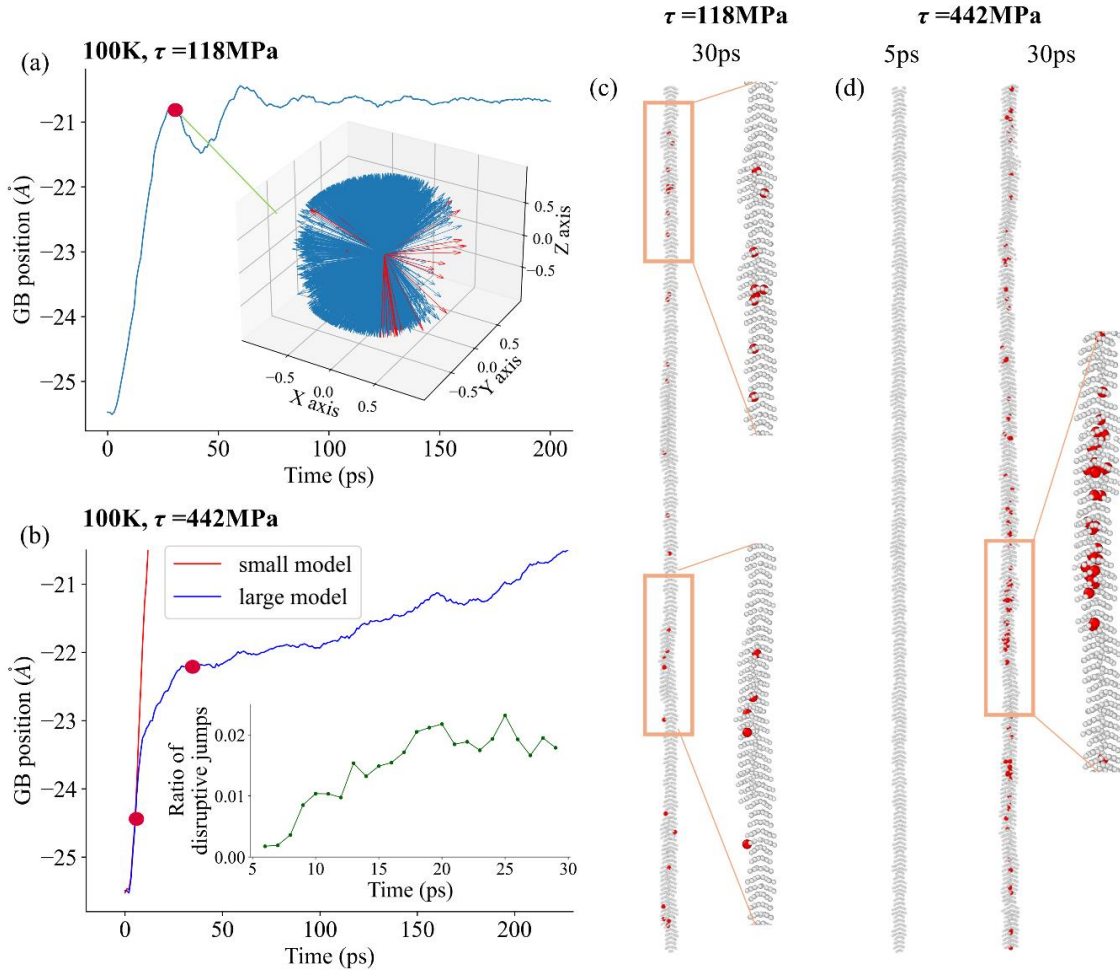 100K, τ =118MPa
(a)
GB position (Å)
−21
−22
−23
−24
−25
0
50
100
150
200
Time (ps)
0.5
0.0
−0.5
Z axis
−0.5
0.0
0.5
X axis
−0.5
0.0
0.5
Y axis
100K, τ =442MPa
(b)
small model
large model
GB position (Å)
−21
−22
−23
−24
−25
0
50
100
150
200
Time (ps)
Ratio of
disruptive jumps
0.02
0.01
0.00
5
10
15
20
25
30
Time (ps)
τ =118MPa
30ps
(c)
τ =442MPa
5ps
30ps
(d)